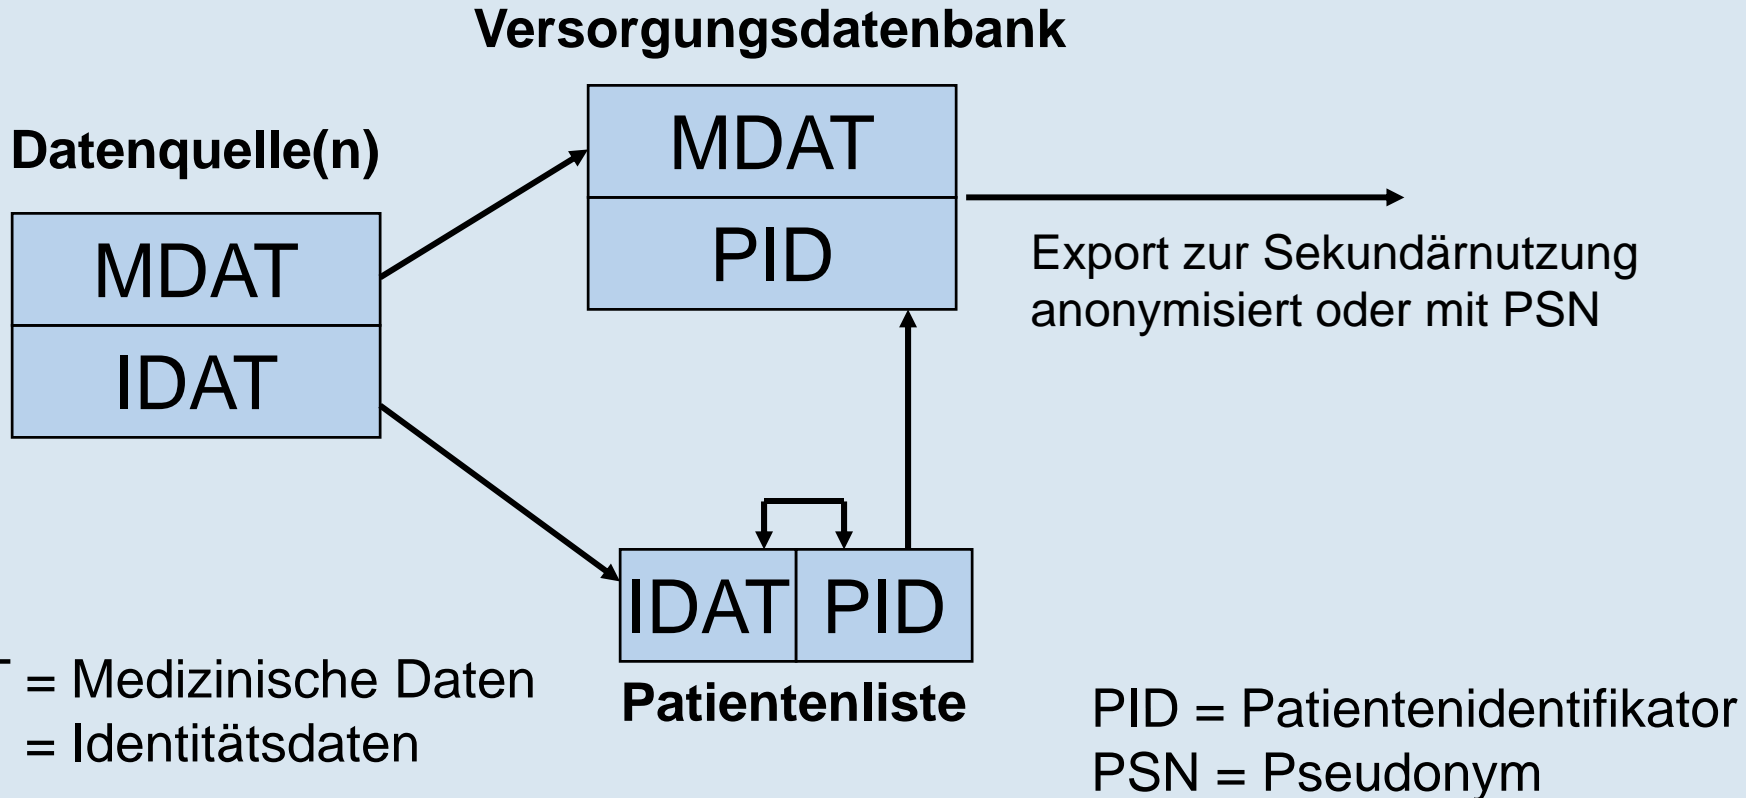 Versorgungsdatenbank
Datenquelle(n)
MDAT
IDAT
MDAT
PID
Export zur Sekundärnutzung
anonymisiert oder mit PSN
IDAT PID
Patientenliste
T = Medizinische Daten
= Identitätsdaten
PID = Patientenidentifikator
PSN = Pseudonym